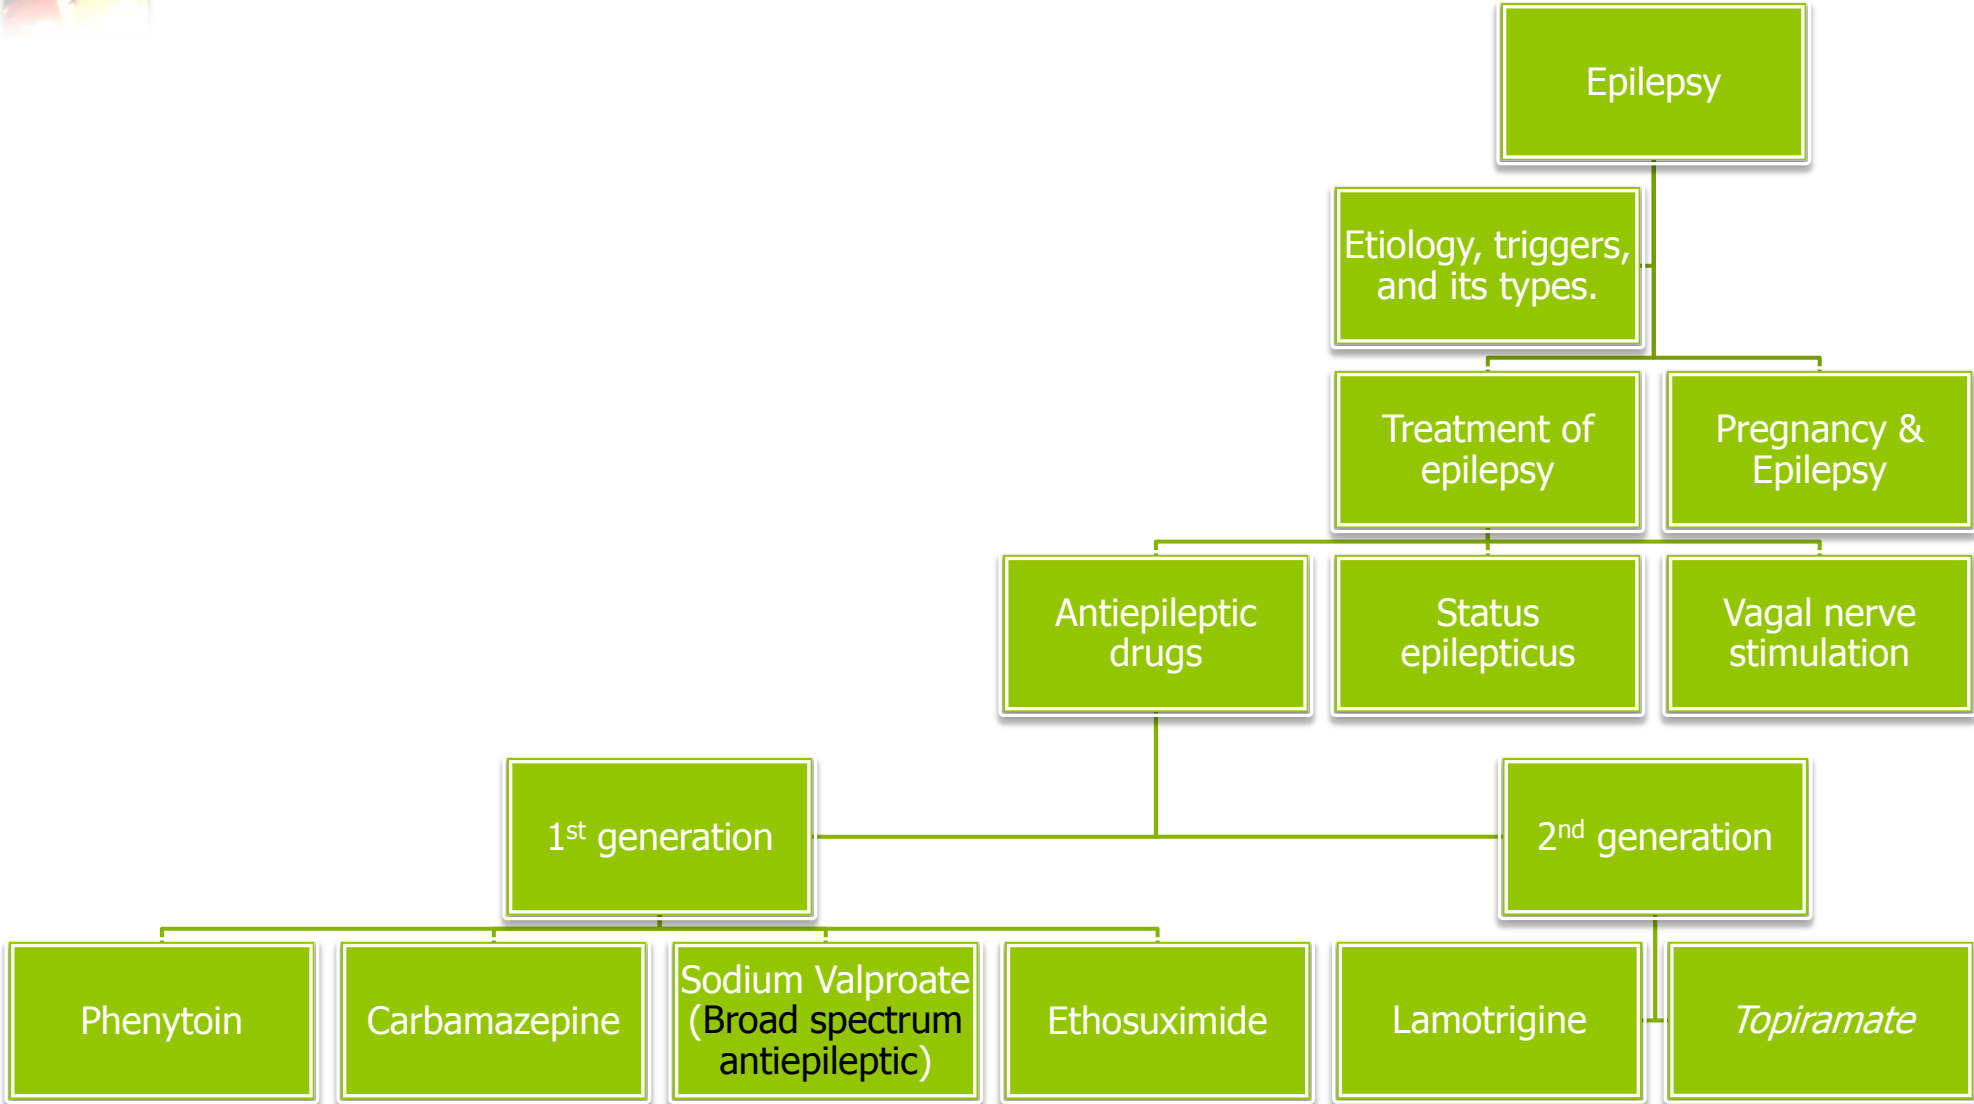 Epilepsy
Etiology, triggers,
and its types.
Treatment of
epilepsy
Pregnancy &
Epilepsy
Antiepileptic
drugs
Status
epilepticus
Vagal nerve
stimulation
1st generation
2nd generation
Phenytoin
Carbamazepine
Sodium Valproate
(Broad spectrum
antiepileptic)
Ethosuximide
Lamotrigine
Topiramate